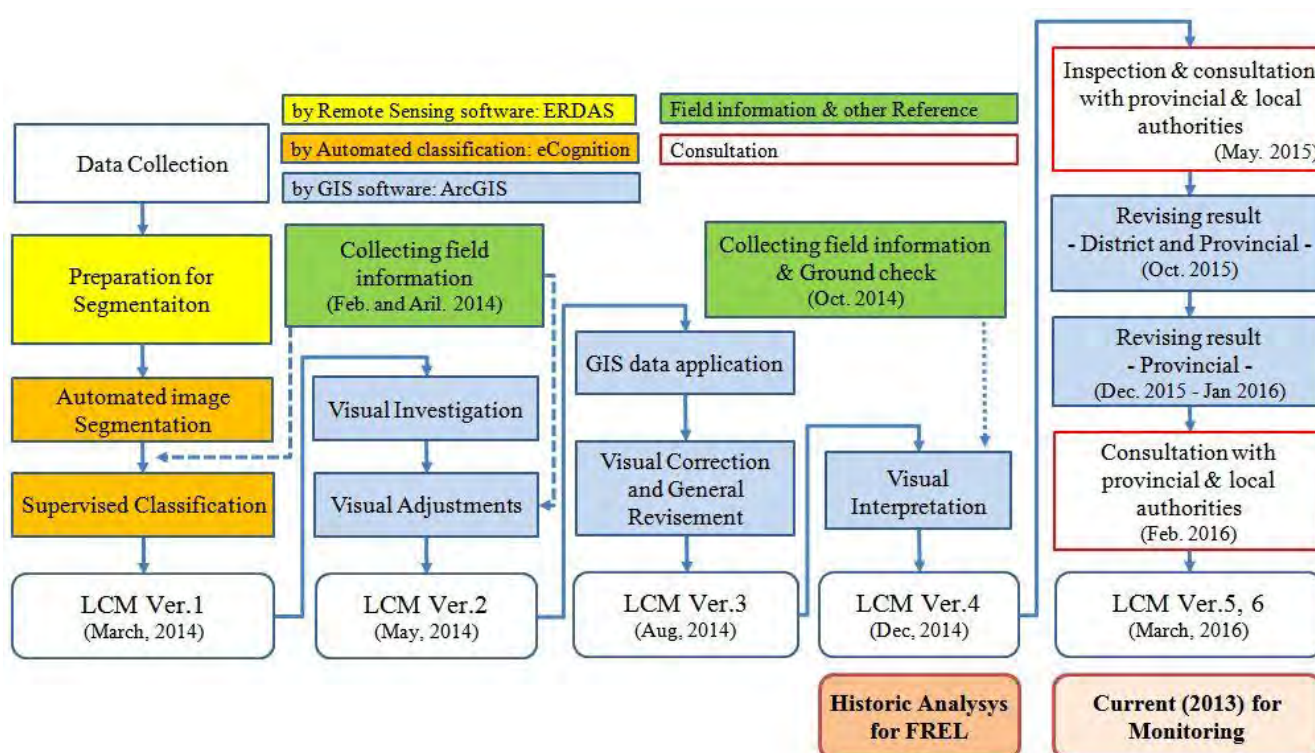 by Remote Sensing software: ERDAS
by Automated classification: eCognition
by GIS software: ArcGIS
Field information & other Reference
Consultation
Data Collection
Preparation for
Segmentaiton
Automated image
Segmentation
Supervised Classification
LCM Ver.1
(March, 2014)
Collecting field
information
(Feb. and Aril. 2014)
Visual Investigation
Visual Adjustments
LCM Ver.2
(May, 2014)
GIS data application
Visual Correction
and General
Revisement
LCM Ver.3
(Aug, 2014)
Collecting field information
& Ground check
(Oct. 2014)
Visual
Interpretation
LCM Ver.4
(Dec, 2014)
Historic Analysys
for FREL
Inspection & consultation
with provincial & local
authorities
(May. 2015)
Revising result
- District and Provincial -
(Oct. 2015)
Revising result
- Provincial -
(Dec. 2015 - Jan 2016)
Consultation with
provincial & local
authorities
(Feb. 2016)
LCM Ver.5, 6
(March, 2016)
Current (2013) for
Monitoring